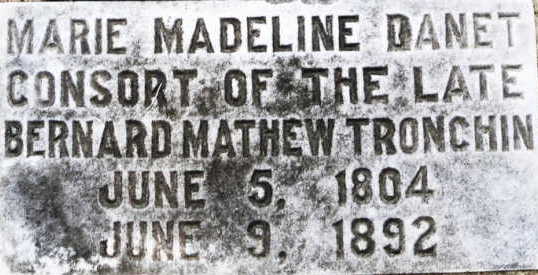 MARIE MADELINE DANET
CONSORT OF THE LATE
BERNARD MATHEW TRONCHIN
JUNE 5, 1804
JUNE 9, 1892